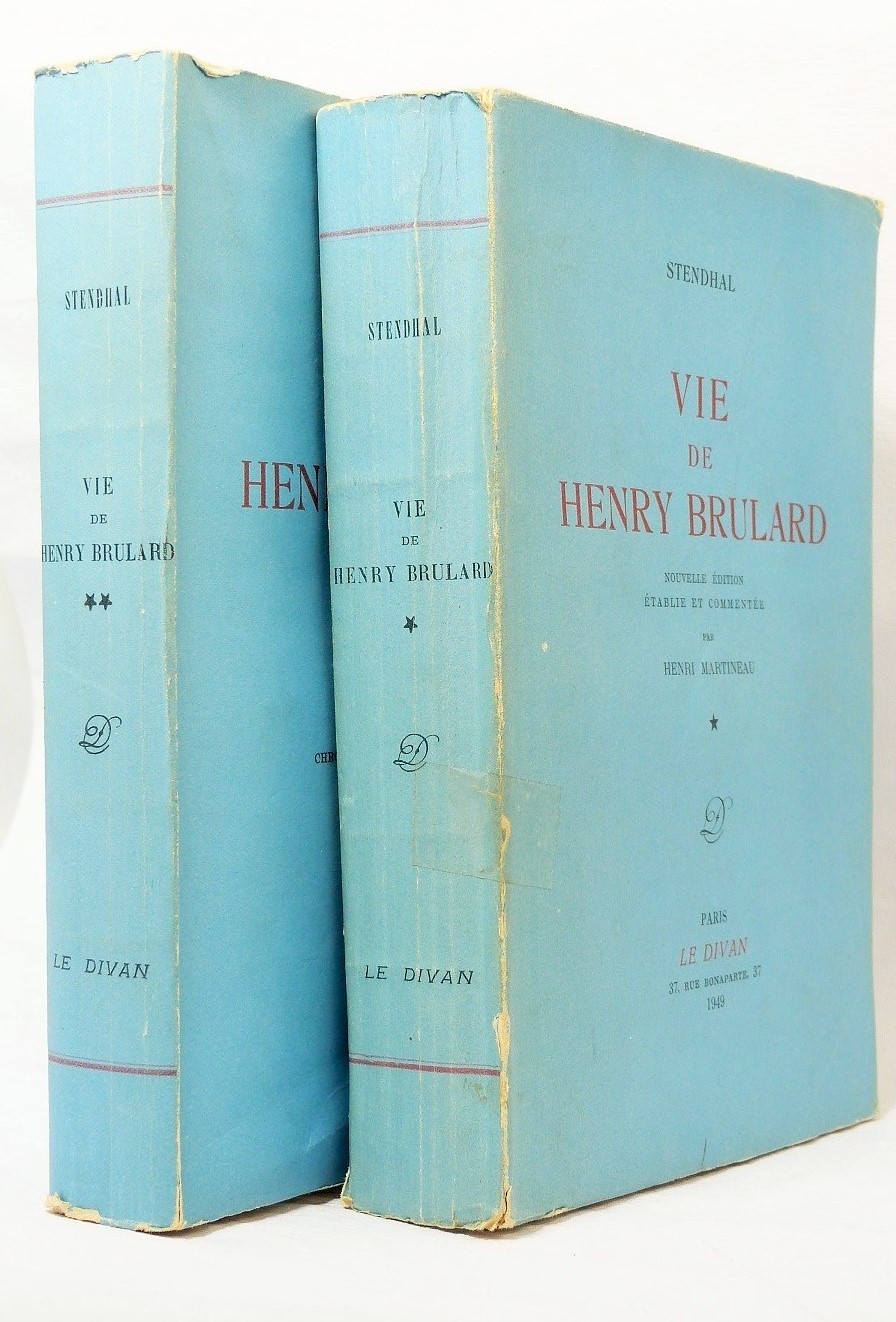 STENDHAL
VIE
DE
HENRY BRULARD
★★
D
LE DIVAN
HEN
CHR
STENDHAL
VIE
DE
HENRY BRULARD
★
D
LE DIVAN
STENDHAL
VIE
DE
HENRY BRULARD
NOUVELLE ÉDITION
ÉTABLIE ET COMMENTÉE
PAR
HENRI MARTINEAU
★
D
PARIS
LE DIVAN
37, RUE BONAPARTE, 37
1949